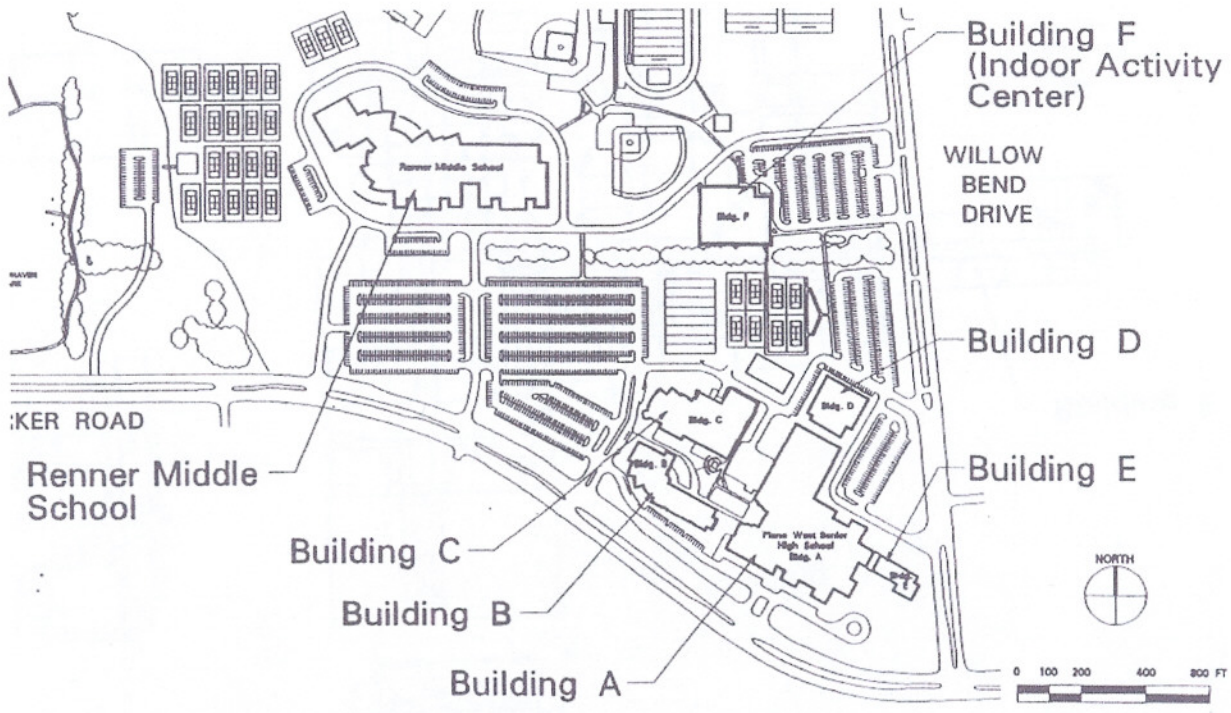 Building F
(Indoor Activity
Center)
WILLOW
BEND
DRIVE
Renner Middle School
Bldg. F
Building D
KER ROAD
Bldg. C
Bldg. D
Renner Middle
School
Bldg. B
Building E
Plano West Senior
High School
Bldg. A
Building C
NORTH
Building B
Building A
0 100 200 400 800 FT